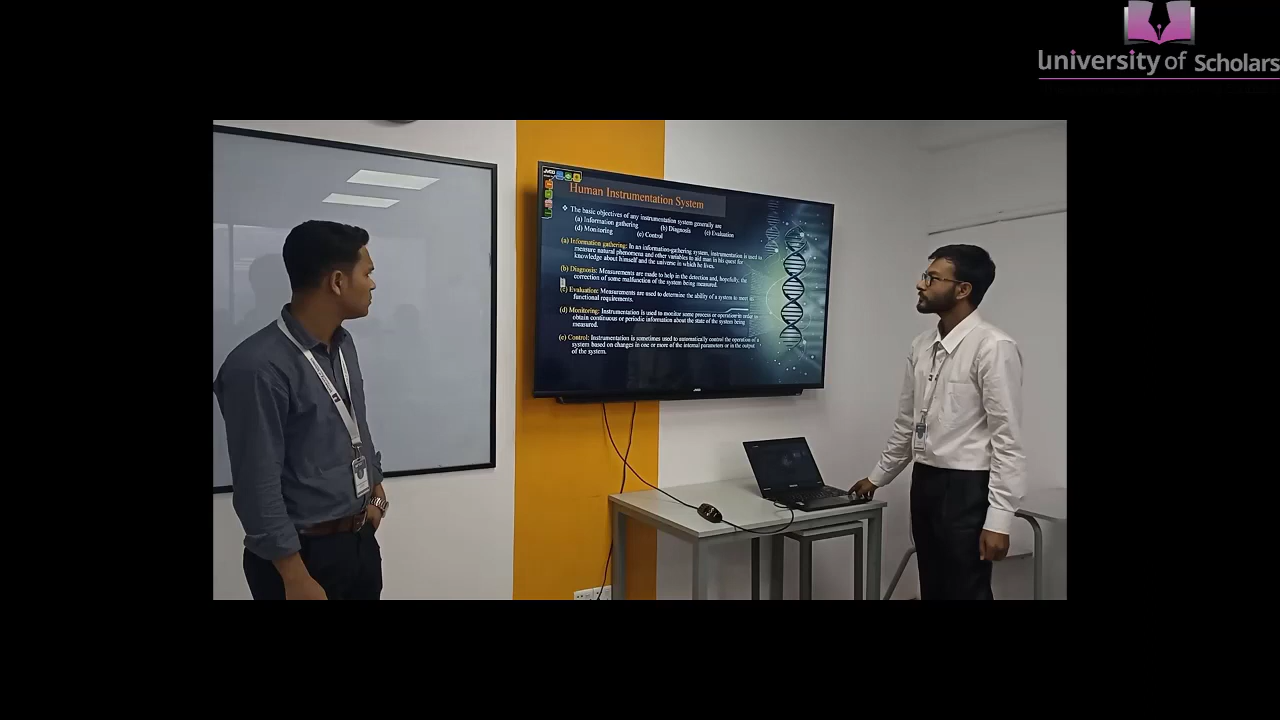 university of Scholars
Human Instrumentation System
❖ The basic objectives of any instrumentation system generally are
(a) Information gathering (b) Diagnosis (c) Evaluation
(d) Monitoring (e) Control
(a) Information gathering: In an information-gathering system, instrumentation is used to
measure natural phenomena and other variables to aid man in his quest for
knowledge about himself and the universe in which he lives.
(b) Diagnosis: Measurements are made to help in the detection and, hopefully, the
correction of some malfunction of the system being measured.
(c) Evaluation: Measurements are used to determine the ability of a system to meet its
functional requirements.
(d) Monitoring: Instrumentation is used to monitor some process or operation in order to
obtain continuous or periodic information about the state of the system being
measured.
(e) Control: Instrumentation is sometimes used to automatically control the operation of a
system based on changes in one or more of the internal parameters or in the output
of the system.